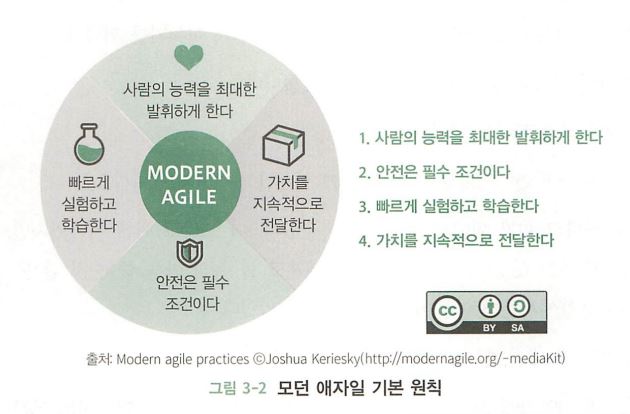 사람의 능력을 최대한
발휘하게 한다
빠르게
실험하고
학습한다
MODERN
AGILE
가치를
지속적으로
전달한다
안전은 필수
조건이다
1. 사람의 능력을 최대한 발휘하게 한다
2. 안전은 필수 조건이다
3. 빠르게 실험하고 학습한다
4. 가치를 지속적으로 전달한다
cc
BY SA
출처: Modern agile practices ©Joshua Keriesky(http://modernagile.org/-mediaKit)
그림 3-2 모던 애자일 기본 원칙